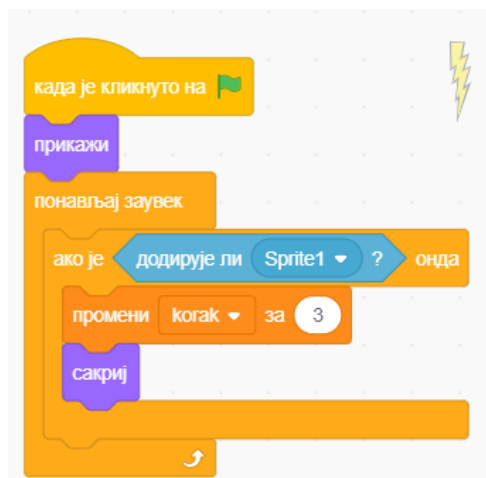 када је кликнуто на
прикажи
понављај заувек
ако је додирује ли Sprite1 ? онда
промени korak за 3
сакриј